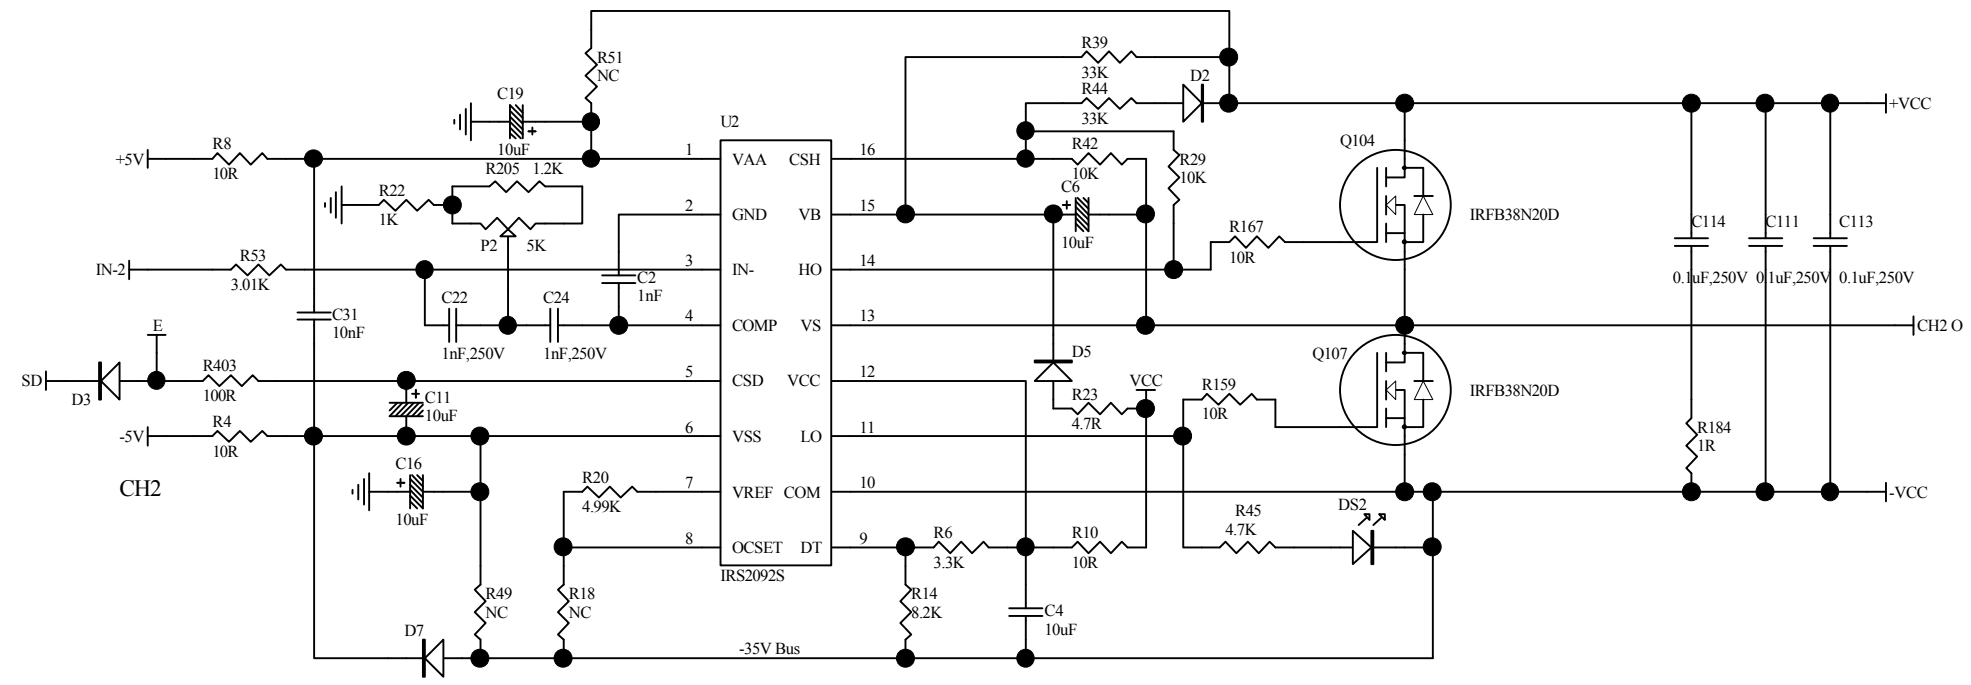 R51
NC
R39
33K
D2
C19
10uF
R44
33K
U2
+VCC
+5V
R8
10R
1
VAA
CSH
16
R42
10K
Q104
R205
1.2K
R29
10K
R22
1K
C6
10uF
2
GND
VB
15
IRFB38N20D
P2
5K
R167
10R
C114
C111
C113
0.1uF,250V
0.1uF,250V
0.1uF,250V
IN-2
R53
3.01K
3
IN-
HO
14
C2
1nF
C22
1nF,250V
C24
1nF,250V
C31
10nF
4
COMP
VS
13
CH2 O
E
D5
Q107
SD
D3
R403
100R
5
CSD
VCC
12
VCC
R159
10R
IRFB38N20D
C11
10uF
R23
4.7R
-5V
R4
10R
6
VSS
LO
11
R184
1R
CH2
C16
10uF
R20
4.99K
7
VREF
COM
10
-VCC
DS2
R45
4.7K
8
OCSET
DT
9
R6
3.3K
R10
10R
IRS2092S
R49
NC
R18
NC
R14
8.2K
C4
10uF
D7
-35V Bus